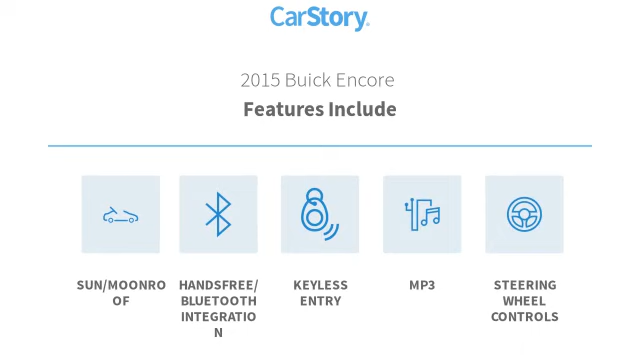 CarStory.
2015 Buick Encore
Features Include
SUN/MOONRO
OF
HANDSFREE/
BLUETOOTH
INTEGRATIO
N
KEYLESS
ENTRY
MP3
STEERING
WHEEL
CONTROLS